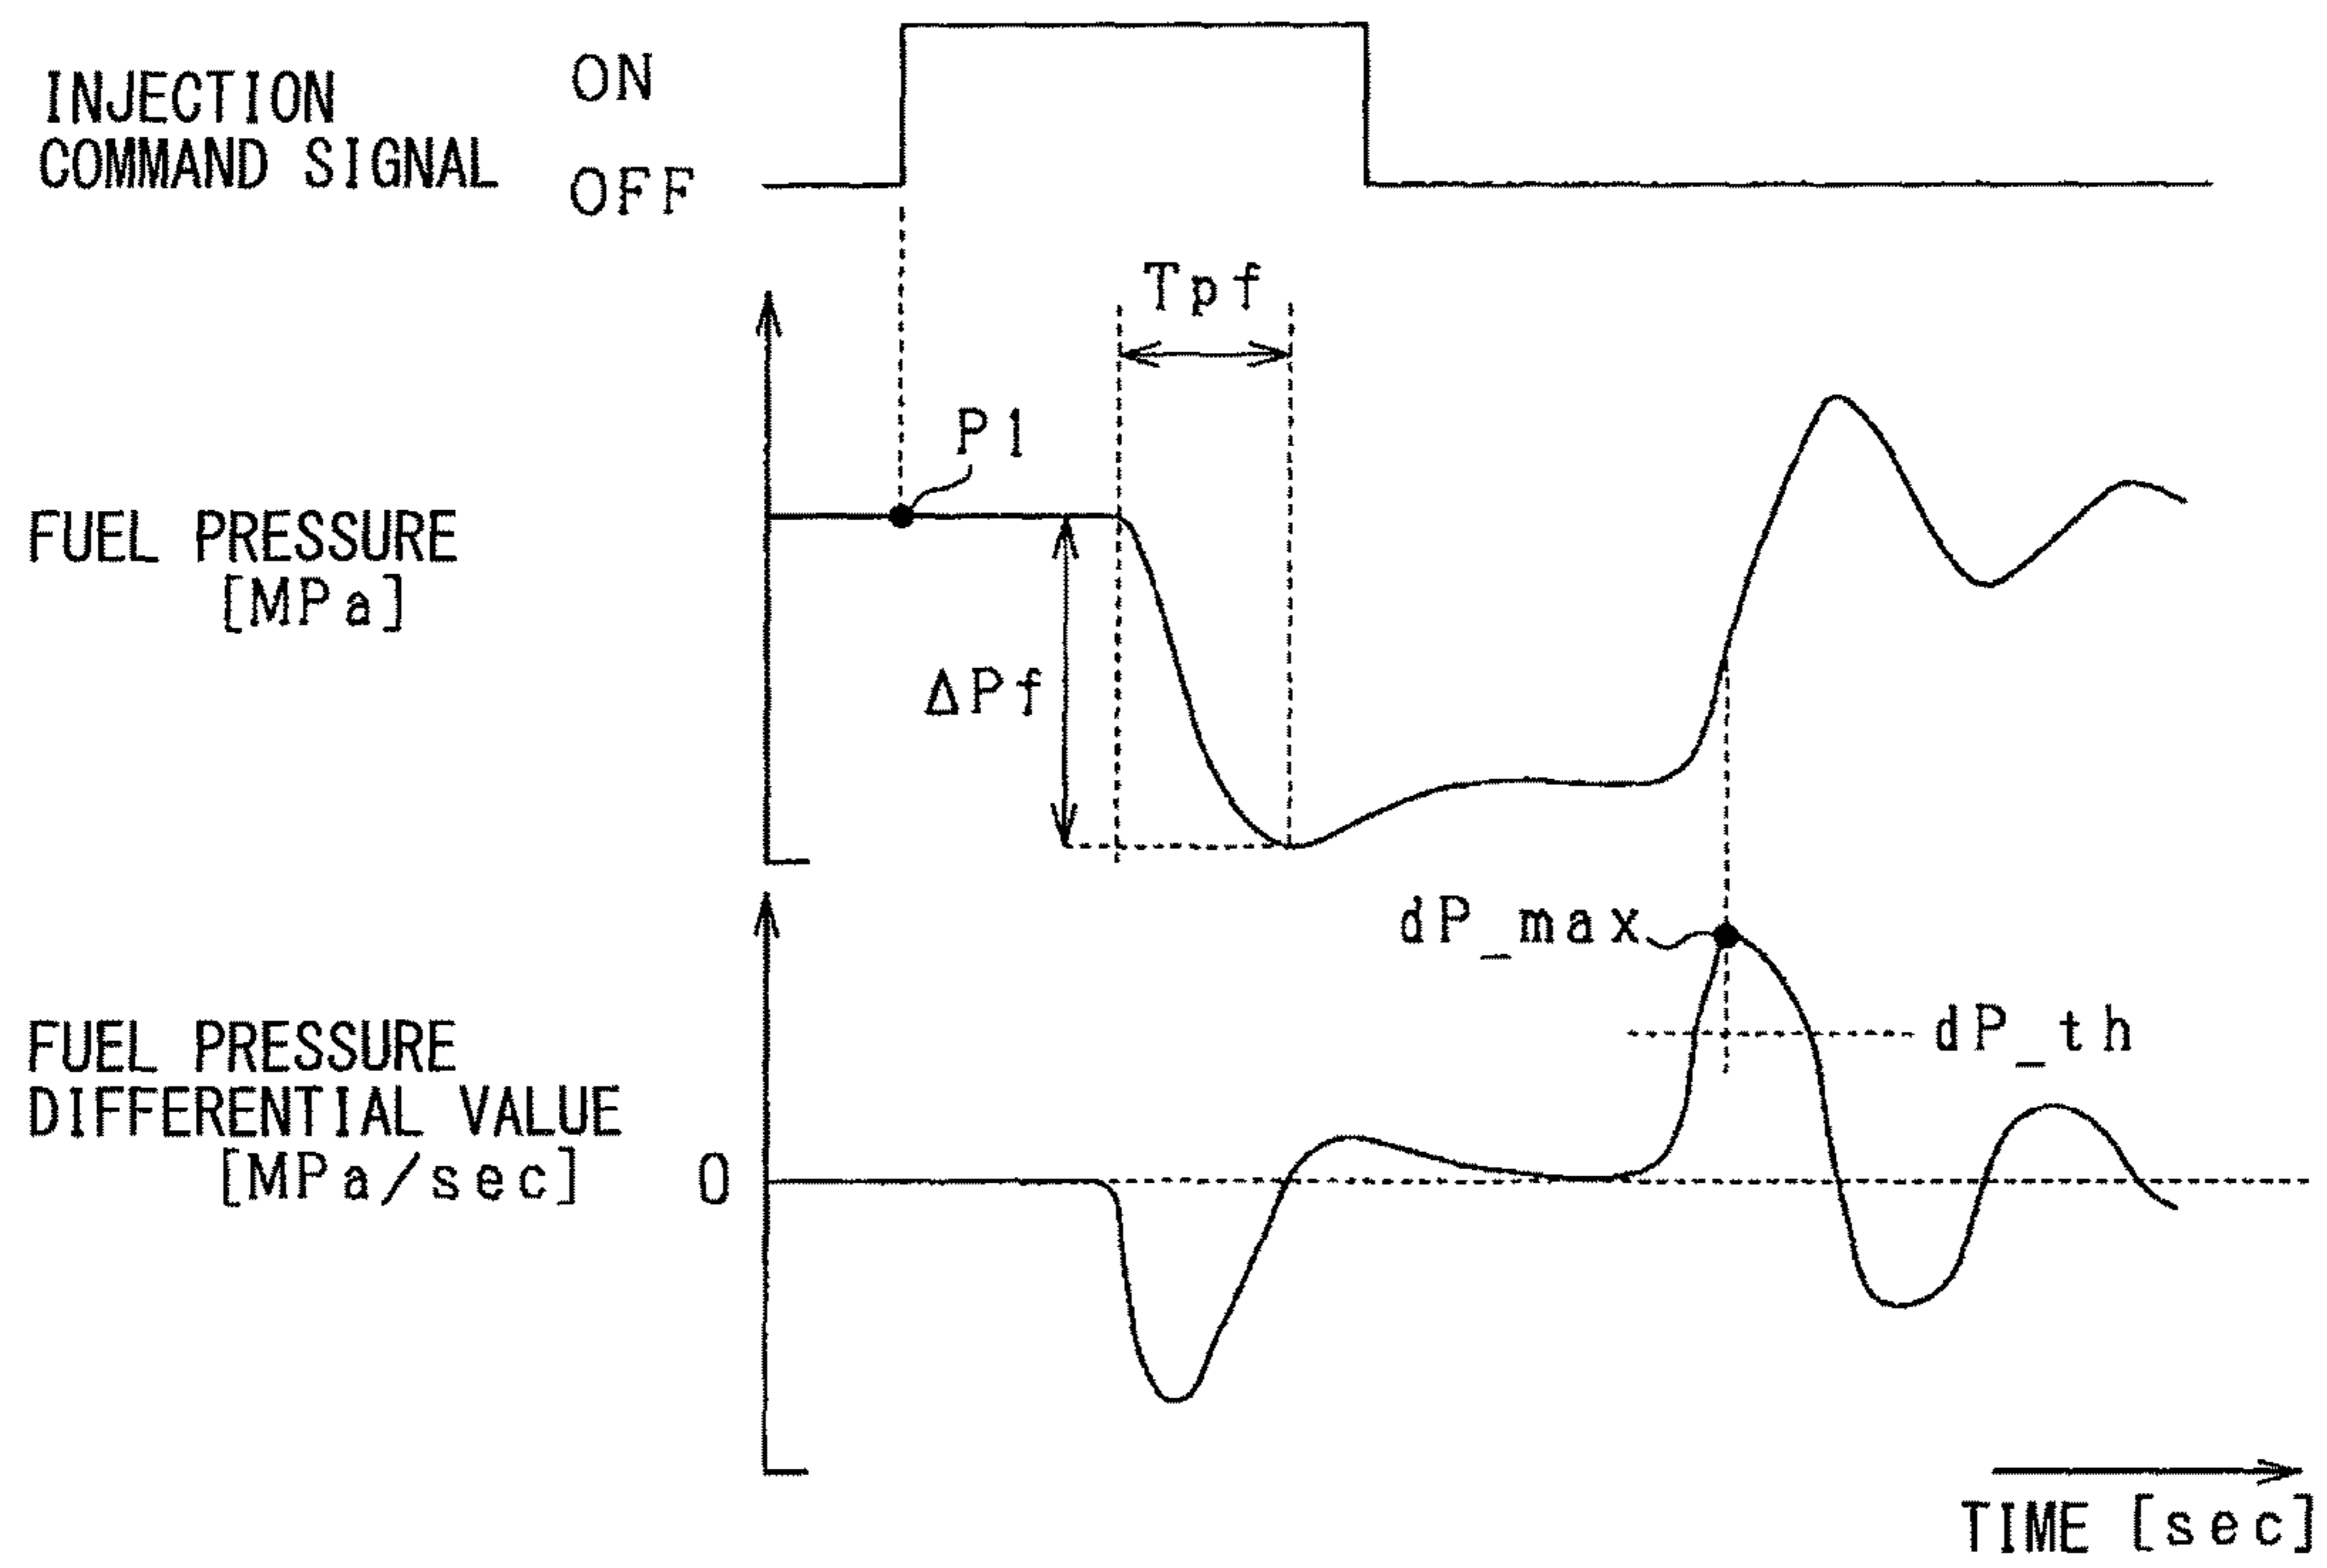 INJECTION
COMMAND SIGNAL
ON
OFF
Tpf
P1
FUEL PRESSURE
[MPa]
ΔPf
dP_max
dP_th
FUEL PRESSURE
DIFFERENTIAL VALUE
[MPa/sec]
0
TIME [sec]